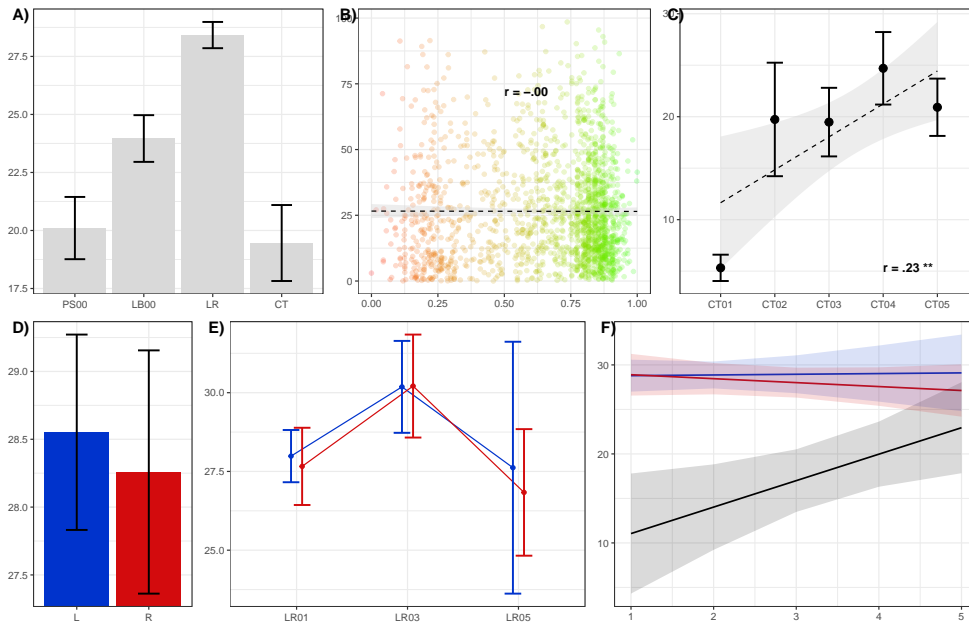 A)
27.5
25.0
22.5
20.0
17.5
PS00 LB00 LR CT
B)
100
75
50
25
0
r = −.00
0.00 0.25 0.50 0.75 1.00
C)
30
20
10
r = .23 **
CT01 CT02 CT03 CT04 CT05
D)
29.0
28.5
28.0
27.5
L R
E)
30.0
27.5
25.0
LR01 LR03 LR05
F)
30
20
10
1 2 3 4 5